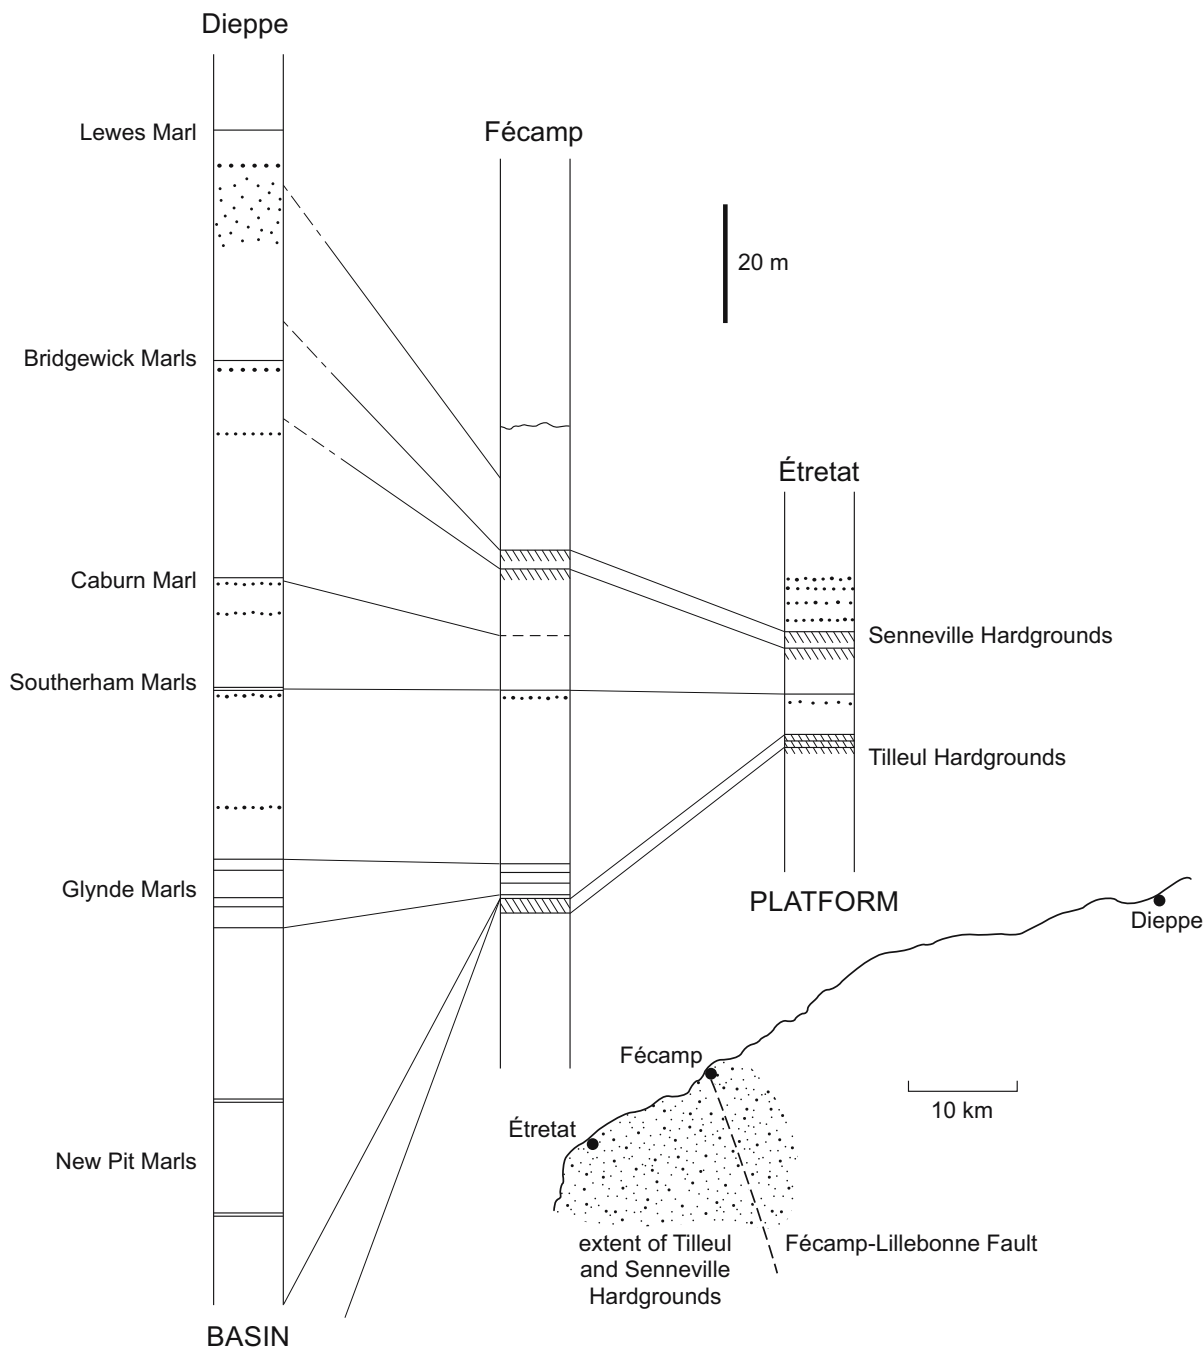 Dieppe
Lewes Marl
Fécamp
20 m
Bridgewick Marls
Étretat
Caburn Marl
Senneville Hardgrounds
Southerham Marls
Tilleul Hardgrounds
Glynde Marls
PLATFORM
Dieppe
Fécamp
10 km
Étretat
New Pit Marls
extent of Tilleul
and Senneville
Hardgrounds
Fécamp-Lillebonne Fault
BASIN